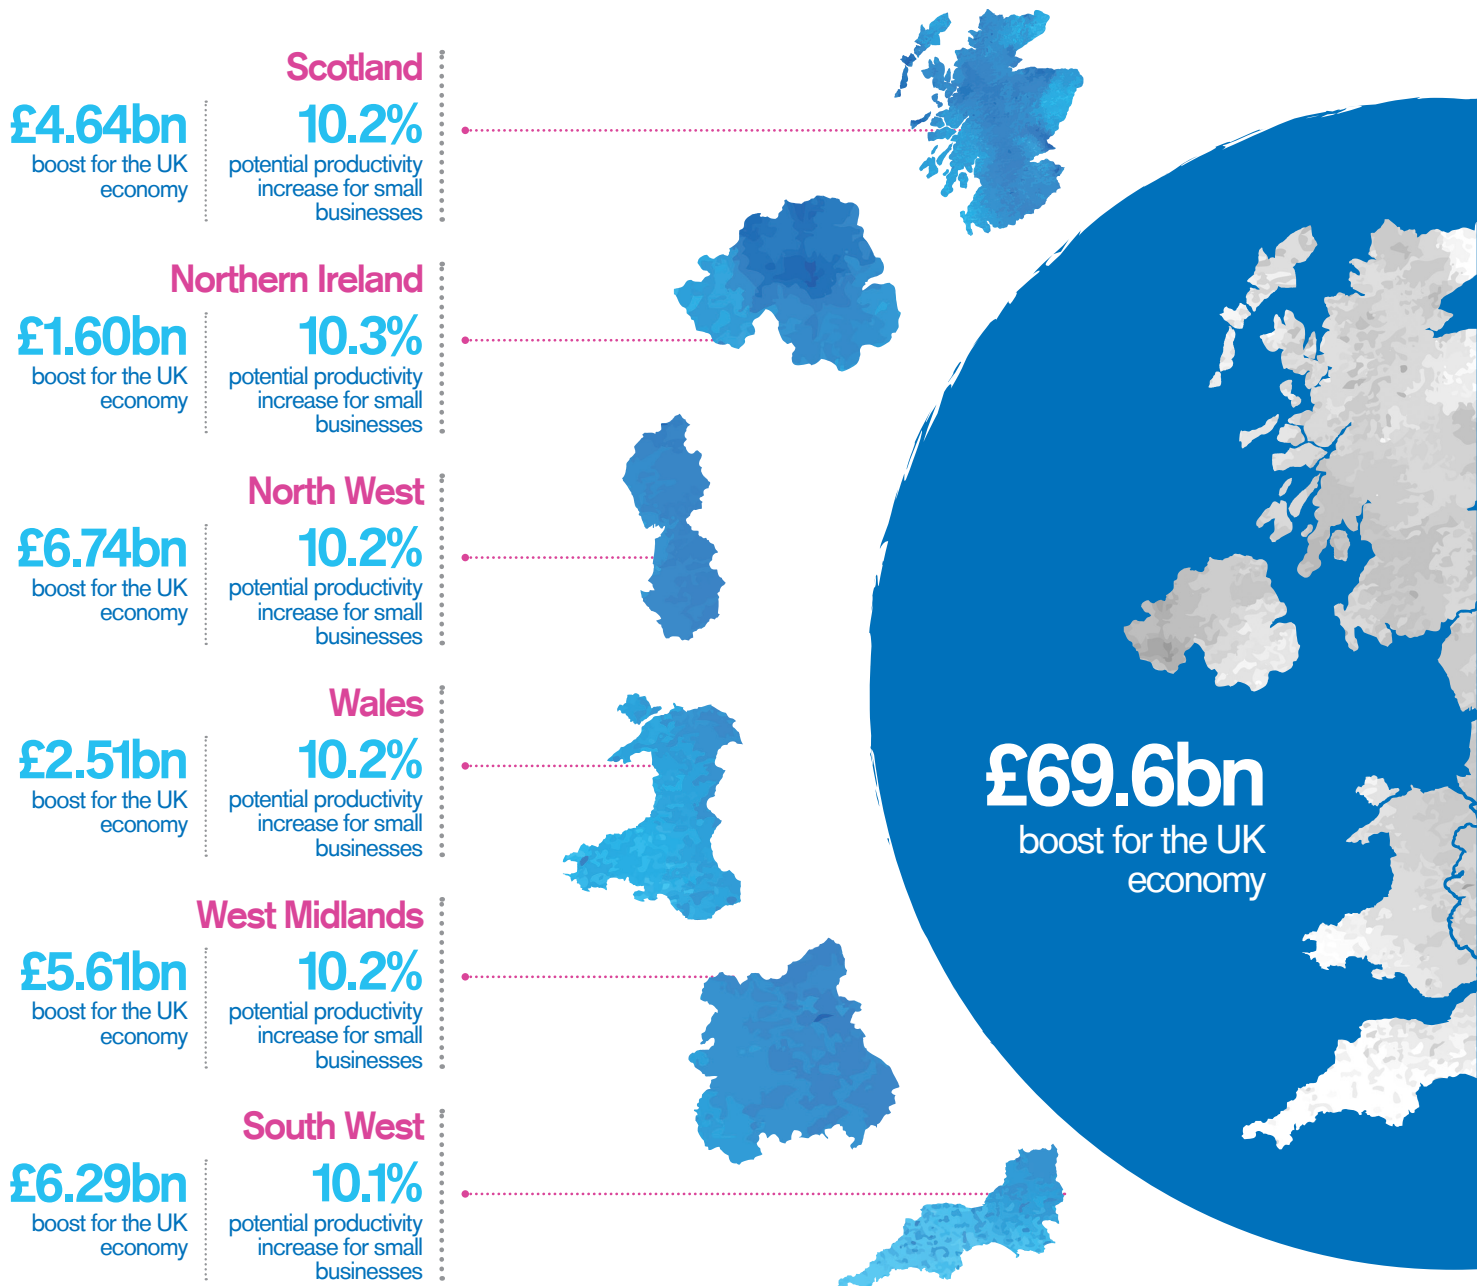 Scotland
£4.64bn
boost for the UK
economy
10.2%
potential productivity
increase for small
businesses
Northern Ireland
£1.60bn
boost for the UK
economy
10.3%
potential productivity
increase for small
businesses
North West
£6.74bn
boost for the UK
economy
10.2%
potential productivity
increase for small
businesses
Wales
£2.51bn
boost for the UK
economy
10.2%
potential productivity
increase for small
businesses
West Midlands
£5.61bn
boost for the UK
economy
10.2%
potential productivity
increase for small
businesses
South West
£6.29bn
boost for the UK
economy
10.1%
potential productivity
increase for small
businesses
£69.6bn
boost for the UK
economy